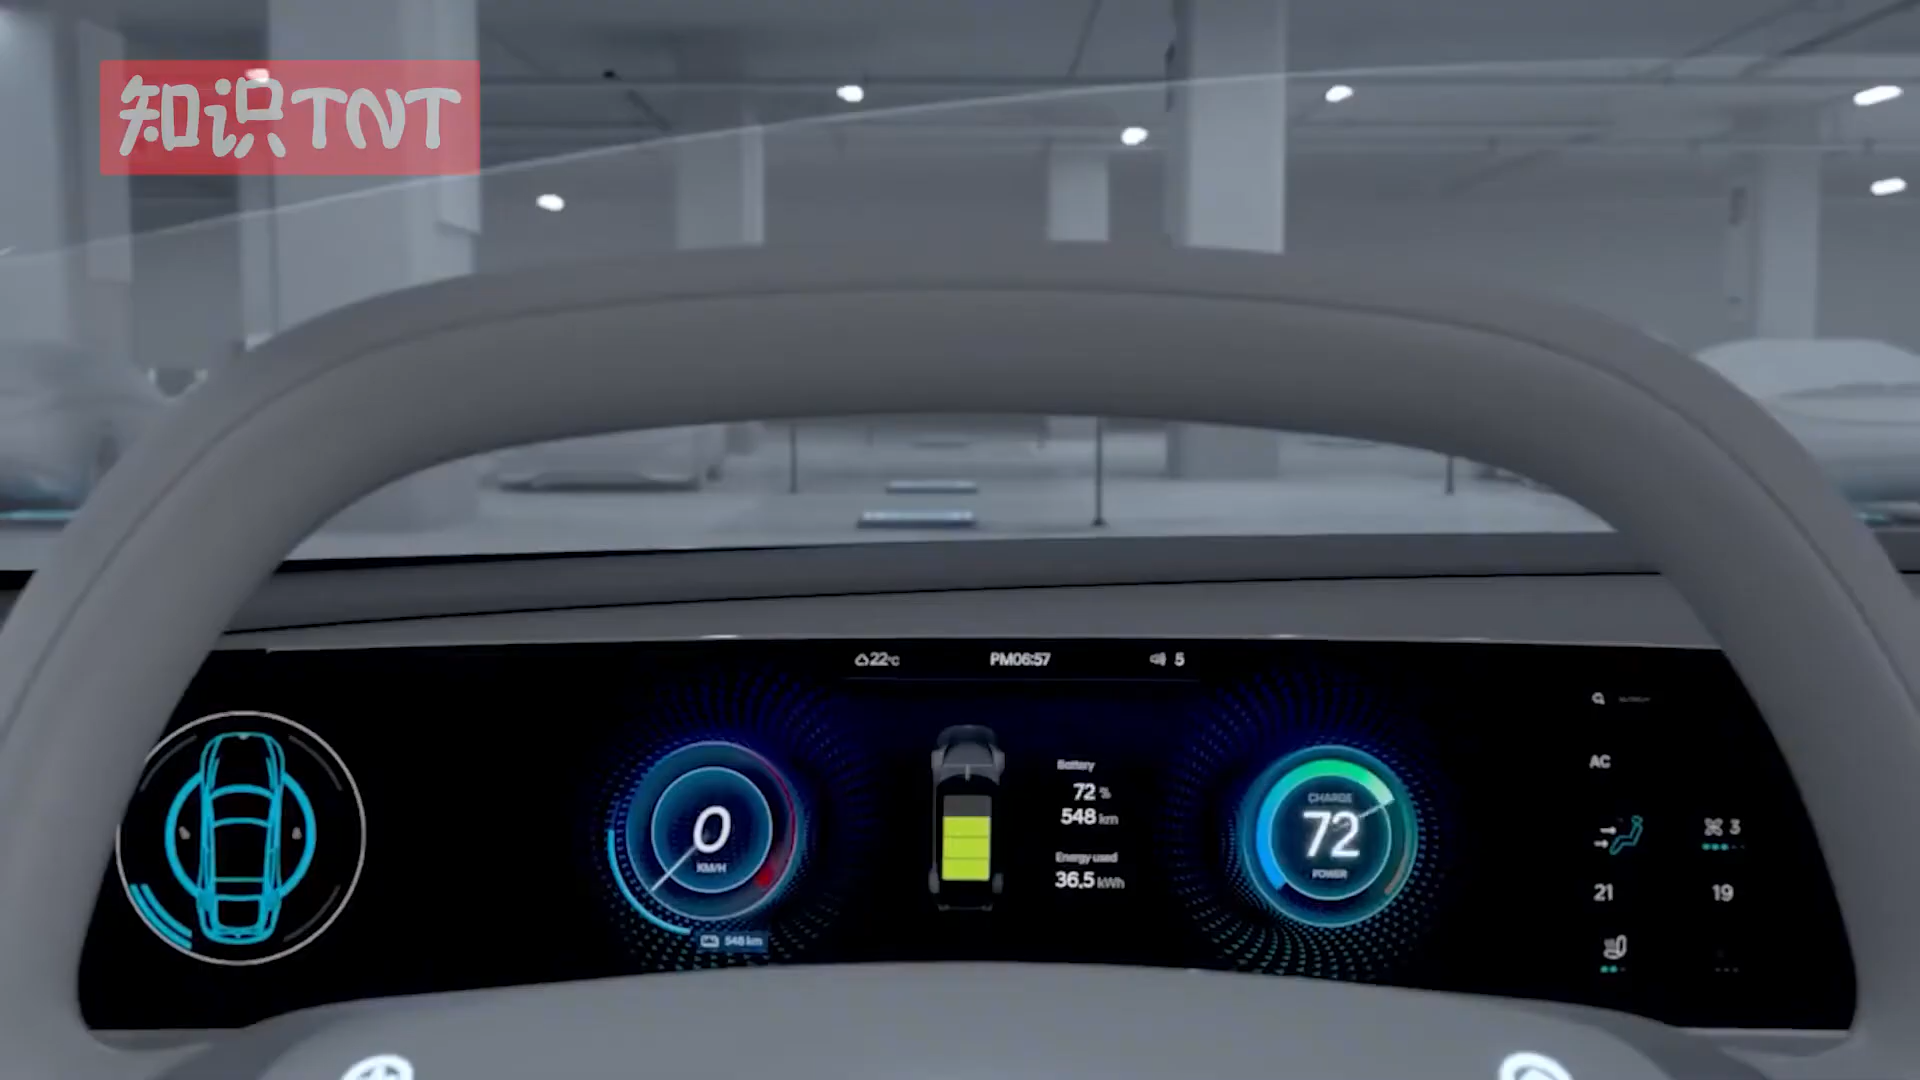 知识TNT
22°C
PM06:57
5
Battery
72 %
548 km
Energy used
36,5 kWh
0
KM/H
548 km
CHARGE
72
POWER
AC
3
21
19